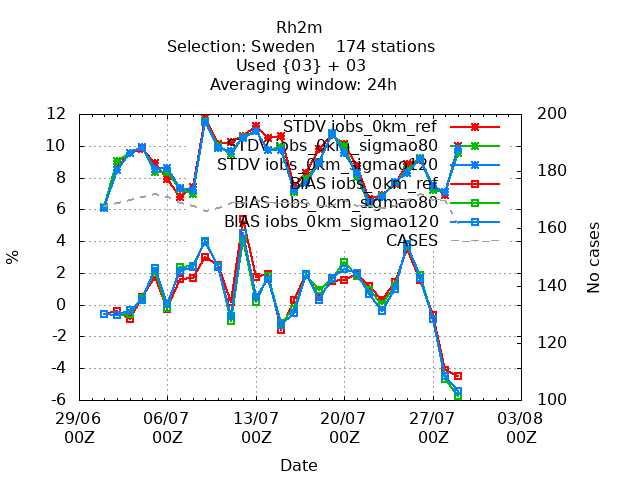 Rh2m
Selection: Sweden 174 stations
Used {03} + 03
Averaging window: 24h
12
10
8
6
4
2
0
-2
-4
-6
%
200
180
160
140
120
100
No cases
STDV iobs_0km_ref
STDV iobs_0km_sigmao80
STDV iobs_0km_sigmao120
BIAS iobs_0km_ref
BIAS iobs_0km_sigmao80
BIAS iobs_0km_sigmao120
CASES
29/06 06/07 13/07 20/07 27/07 03/08
00Z 00Z 00Z 00Z 00Z 00Z
Date